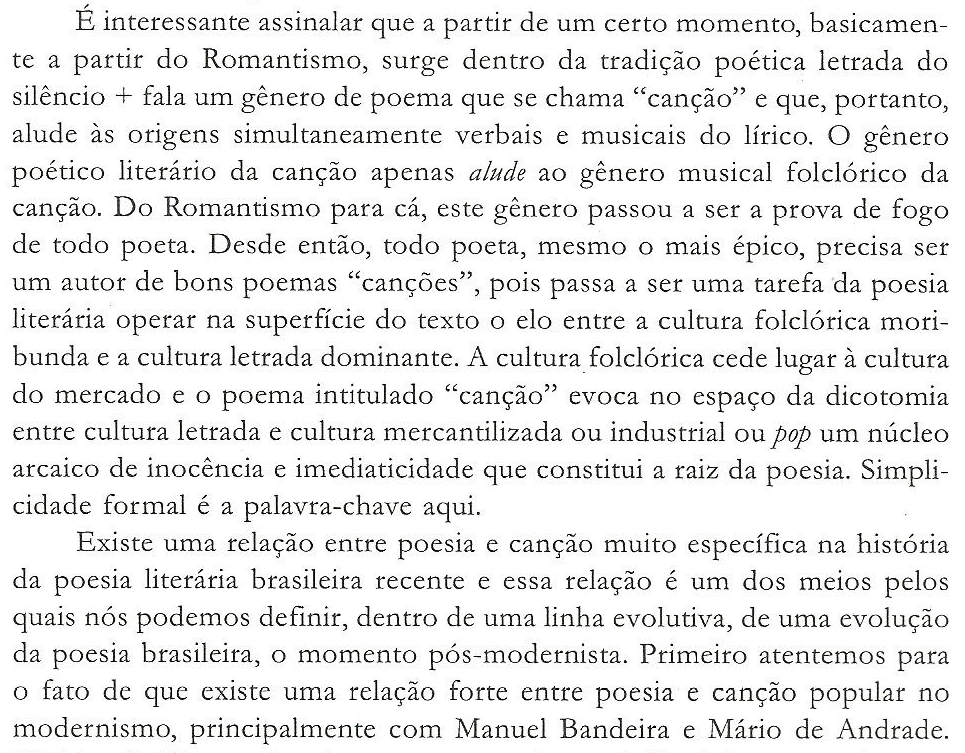 É interessante assinalar que a partir de um certo momento, basicamen-
te a partir do Romantismo, surge dentro da tradição poética letrada do
silêncio + fala um gênero de poema que se chama “canção” e que, portanto,
alude às origens simultaneamente verbais e musicais do lírico. O gênero
poético literário da canção apenas alude ao gênero musical folclórico da
canção. Do Romantismo para cá, este gênero passou a ser a prova de fogo
de todo poeta. Desde então, todo poeta, mesmo o mais épico, precisa ser
um autor de bons poemas “canções”, pois passa a ser uma tarefa da poesia
literária operar na superfície do texto o elo entre a cultura folclórica mori-
bunda e a cultura letrada dominante. A cultura folclórica cede lugar à cultura
do mercado e o poema intitulado “canção” evoca no espaço da dicotomia
entre cultura letrada e cultura mercantilizada ou industrial ou pop um núcleo
arcaico de inocência e imediaticidade que constitui a raiz da poesia. Simpli-
cidade formal é a palavra-chave aqui.
Existe uma relação entre poesia e canção muito específica na história
da poesia literária brasileira recente e essa relação é um dos meios pelos
quais nós podemos definir, dentro de uma linha evolutiva, de uma evolução
da poesia brasileira, o momento pós-modernista. Primeiro atentemos para
o fato de que existe uma relação forte entre poesia e canção popular no
modernismo, principalmente com Manuel Bandeira e Mário de Andrade.